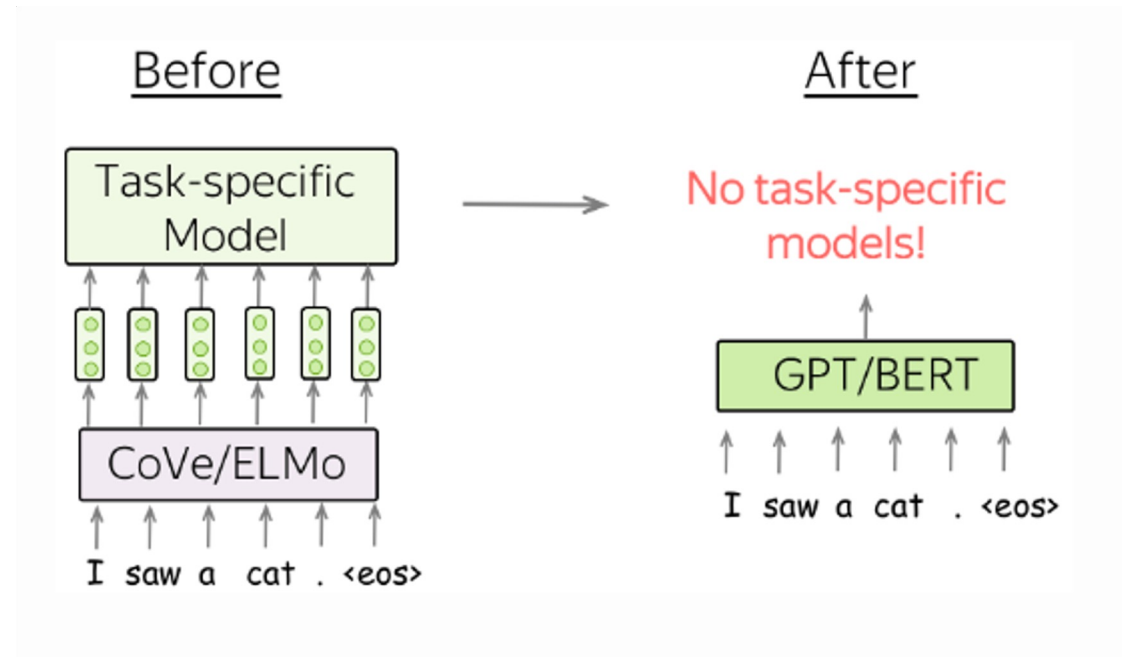 Before
Task-specific
Model
CoVe/ELMo
I saw a cat . <eos>
After
No task-specific
models!
GPT/BERT
I saw a cat . <eos>